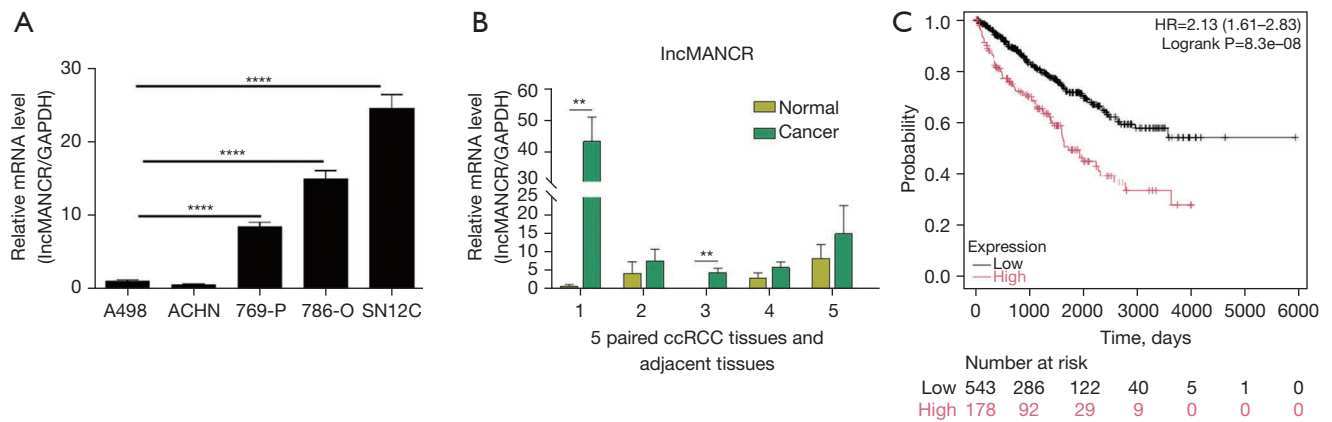 A
Relative mRNA level
(lncMANCR/GAPDH)
30
20
10
0
****
****
****
A498 ACHN 769-P 786-O SN12C
B
lncMANCR
Relative mRNA level
(lncMANCR/GAPDH)
60
50
40
30
25
20
15
10
5
0
**
**
Normal
Cancer
1 2 3 4 5
5 paired ccRCC tissues and
adjacent tissues
C
HR=2.13 (1.61–2.83)
Logrank P=8.3e–08
Probability
1.0
0.8
0.6
0.4
0.2
0.0
Expression
Low
High
0 1000 2000 3000 4000 5000 6000
Time, days
Number at risk
Low 543 286 122 40 5 1 0
High 178 92 29 9 0 0 0